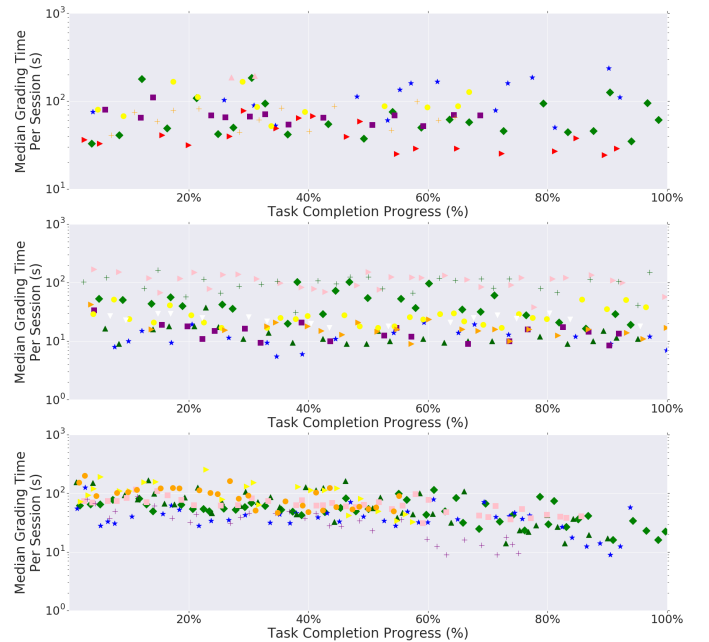 10³
Median Grading Time
Per Session (s)
10²
10¹
20% 40% 60% 80% 100%
Task Completion Progress (%)
10³
Median Grading Time
Per Session (s)
10²
10¹
10⁰
20% 40% 60% 80% 100%
Task Completion Progress (%)
10³
Median Grading Time
Per Session (s)
10²
10¹
10⁰
20% 40% 60% 80% 100%
Task Completion Progress (%)